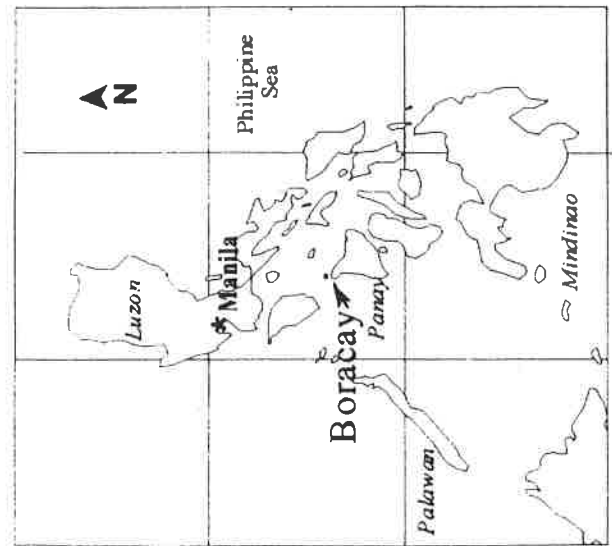 N
Philippine
Sea
Luzon
* Manila
Boracay
Panay
Palawan
Mindinao